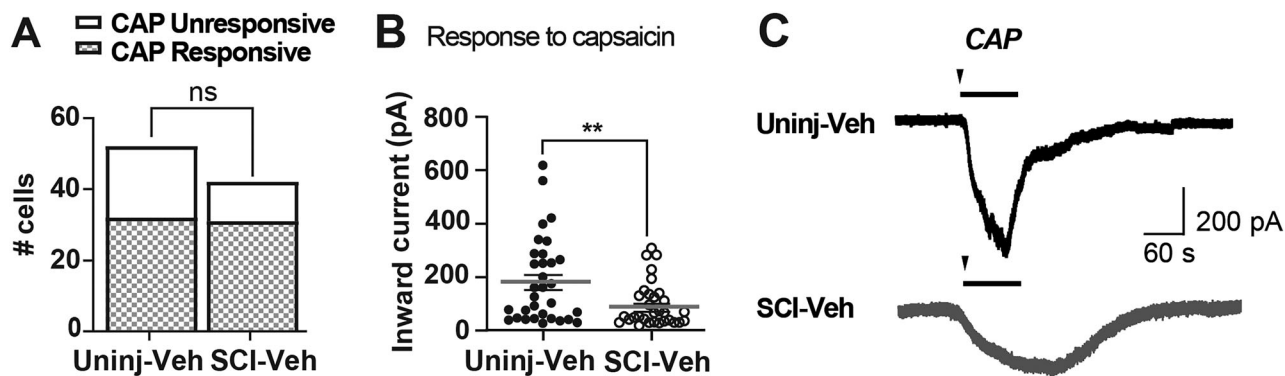 A
CAP Unresponsive
CAP Responsive
ns
60
40
20
0
# cells
Uninj-Veh SCI-Veh
B Response to capsaicin
800
600
400
200
0
Inward current (pA)
**
Uninj-Veh SCI-Veh
C
CAP
Uninj-Veh
200 pA
60 s
SCI-Veh